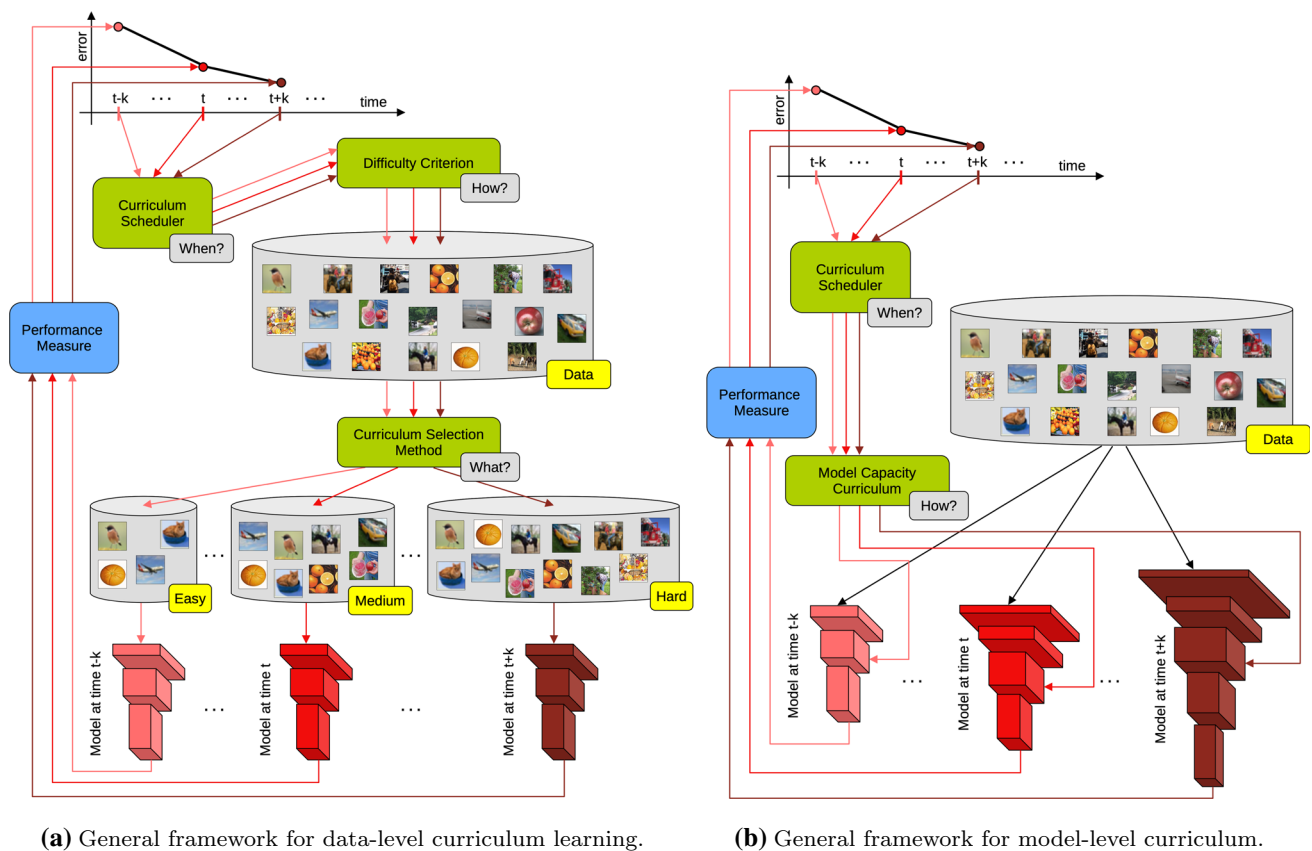 error
t-k ... t ... t+k ... time
Difficulty Criterion
How?
Curriculum
Scheduler
When?
Performance
Measure
Data
Curriculum Selection
Method
What?
...
...
Easy
Medium
Hard
Model at time t-k
...
Model at time t
...
Model at time t+k
(a) General framework for data-level curriculum learning.
error
t-k ... t ... t+k ... time
Curriculum
Scheduler
When?
Performance
Measure
Data
Model Capacity
Curriculum
How?
Model at time t-k
...
Model at time t
...
Model at time t+k
(b) General framework for model-level curriculum.